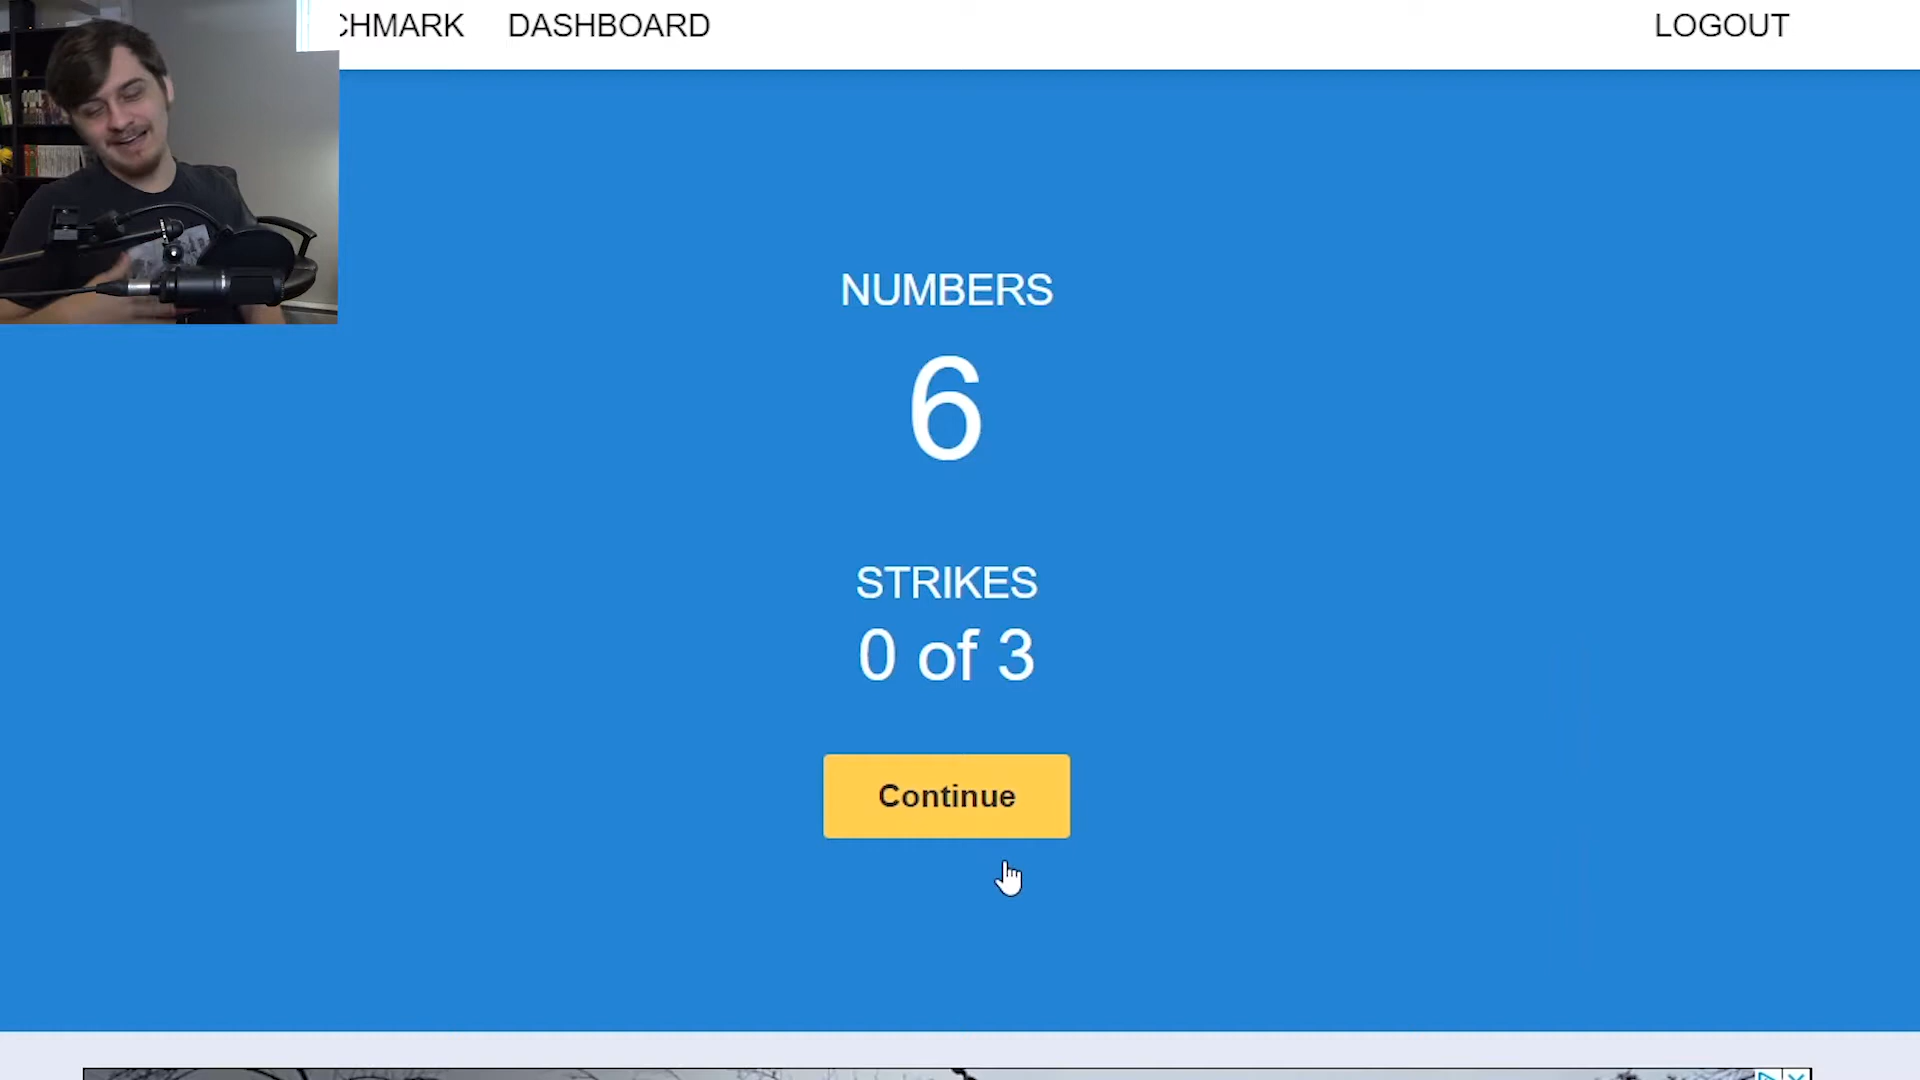 CHMARK DASHBOARD LOGOUT
NUMBERS
6
STRIKES
0 of 3
Continue